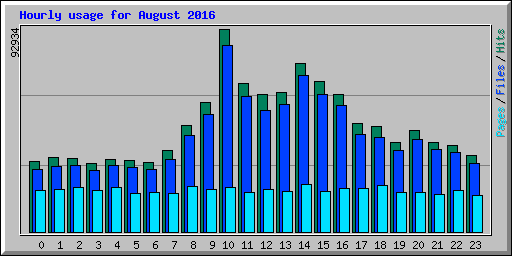 Hourly usage for August 2016
92934
Pages / Files / Hits
0 1 2 3 4 5 6 7 8 9 10 11 12 13 14 15 16 17 18 19 20 21 22 23